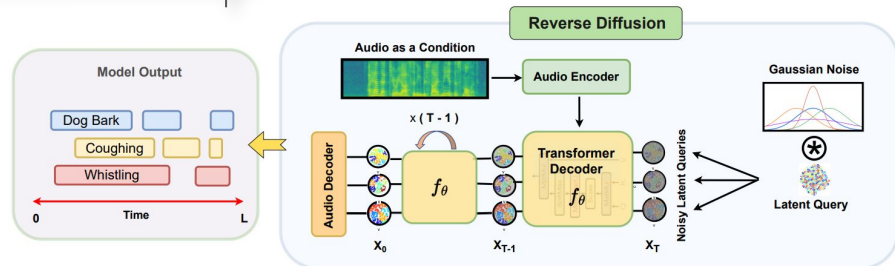 Reverse Diffusion
Audio as a Condition
Audio Encoder
Gaussian Noise
Model Output
Dog Bark
Coughing
Whistling
0
Time
L
x ( T - 1 )
Audio Decoder
fθ
Transformer
Decoder
fθ
Noisy Latent Queries
*
Latent Query
X0
XT-1
XT